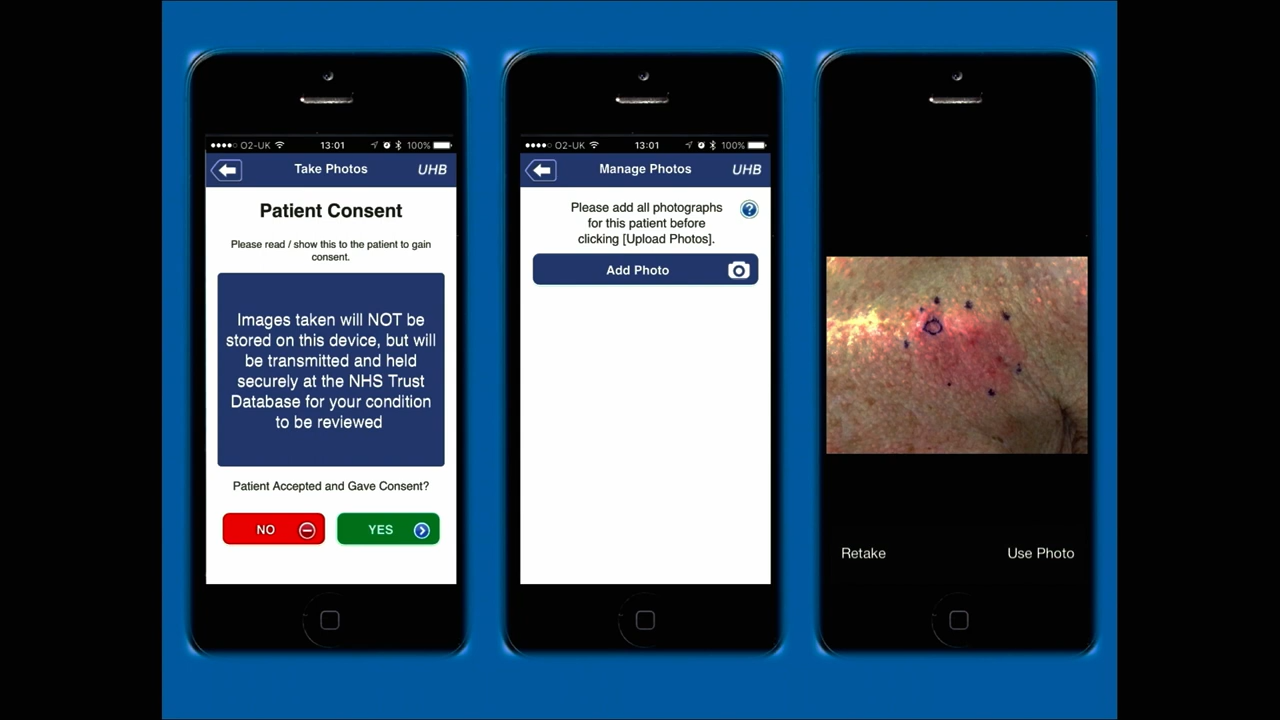 O2-UK 13:01 100%
Take Photos UHB
Patient Consent
Please read / show this to the patient to gain
consent.
Images taken will NOT be
stored on this device, but will
be transmitted and held
securely at the NHS Trust
Database for your condition
to be reviewed
Patient Accepted and Gave Consent?
NO YES
O2-UK 13:01 100%
Manage Photos UHB
Please add all photographs
for this patient before
clicking [Upload Photos].
?
Add Photo
Retake Use Photo